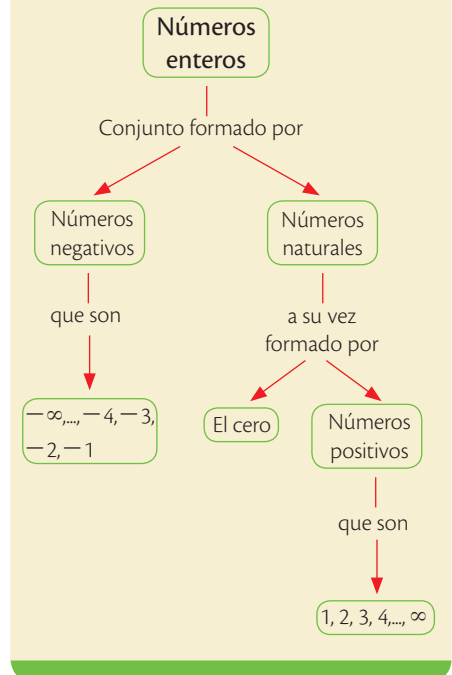 Números
enteros
Conjunto formado por
Números
negativos
Números
naturales
que son
a su vez
formado por
−∞,..., −4, −3,
−2, −1
El cero
Números
positivos
que son
1, 2, 3, 4,..., ∞